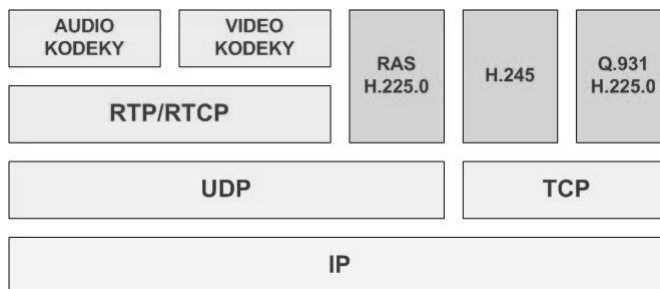 AUDIO
KODEKY
VIDEO
KODEKY
RAS
H.225.0
H.245
Q.931
H.225.0
RTP/RTCP
UDP
TCP
IP